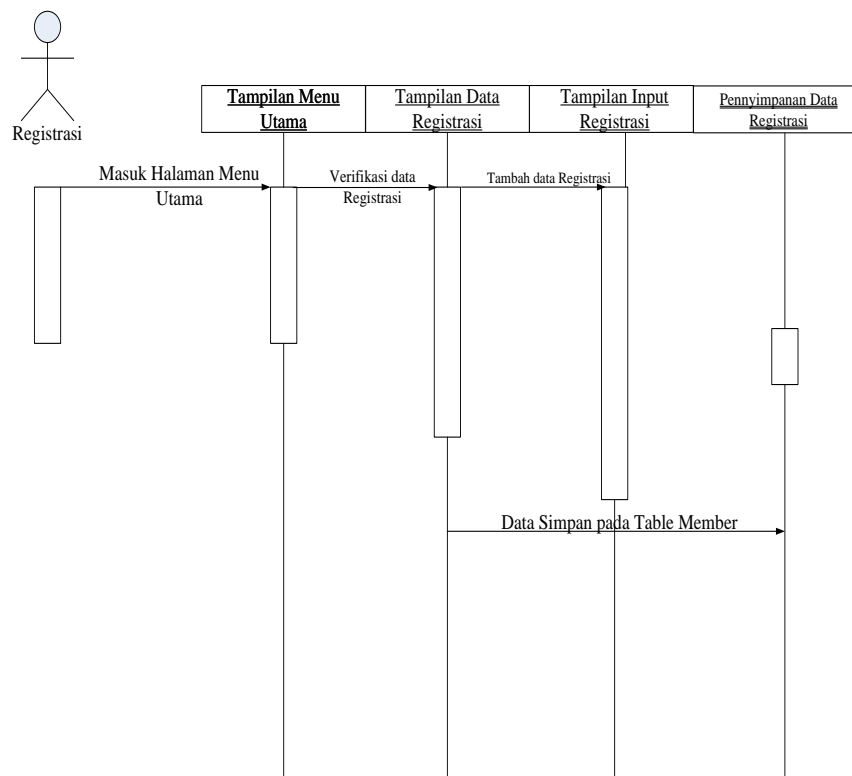 Registrasi
Tampilan Menu
Utama
Tampilan Data
Registrasi
Tampilan Input
Registrasi
Pennyimpanan Data
Registrasi
Masuk Halaman Menu
Utama
Verifikasi data
Registrasi
Tambah data Registrasi
Data Simpan pada Table Member